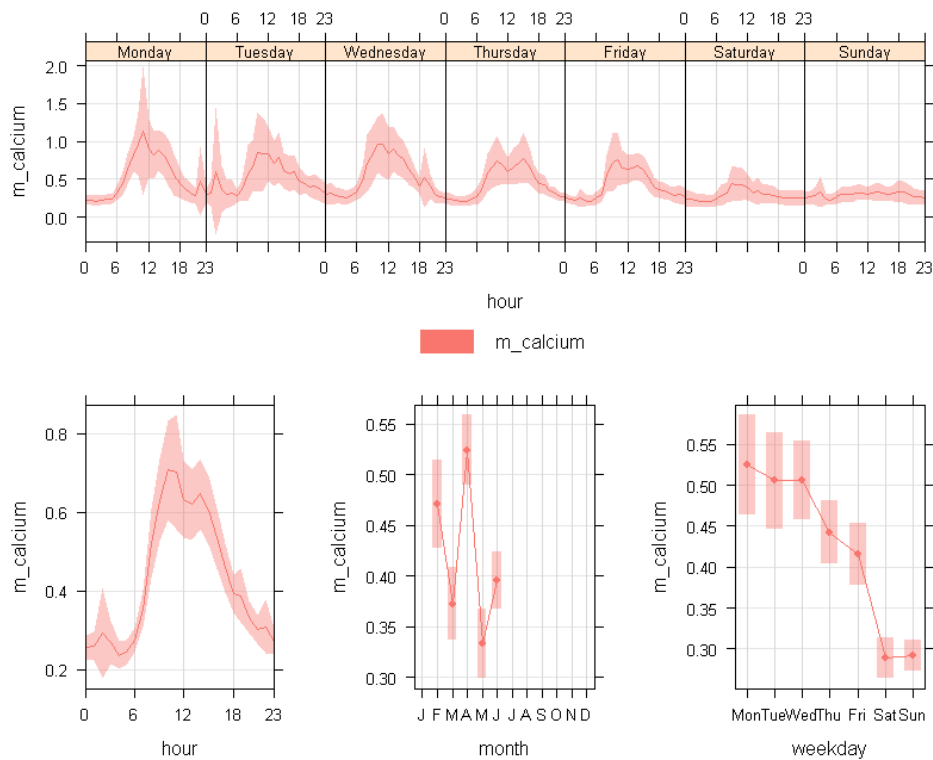 0 6 12 18 23 0 6 12 18 23 0 6 12 18 23
Monday Tuesday Wednesday Thursday Friday Saturday Sunday
2.0
1.5
1.0
0.5
0.0
m_calcium
0 6 12 18 23 0 6 12 18 23 0 6 12 18 23 0 6 12 18 23
hour
m_calcium
0.8
0.6
0.4
0.2
m_calcium
0 6 12 18 23
hour
0.55
0.50
0.45
0.40
0.35
0.30
m_calcium
J F M A M J J A S O N D
month
0.55
0.50
0.45
0.40
0.35
0.30
m_calcium
Mon Tue Wed Thu Fri Sat Sun
weekday